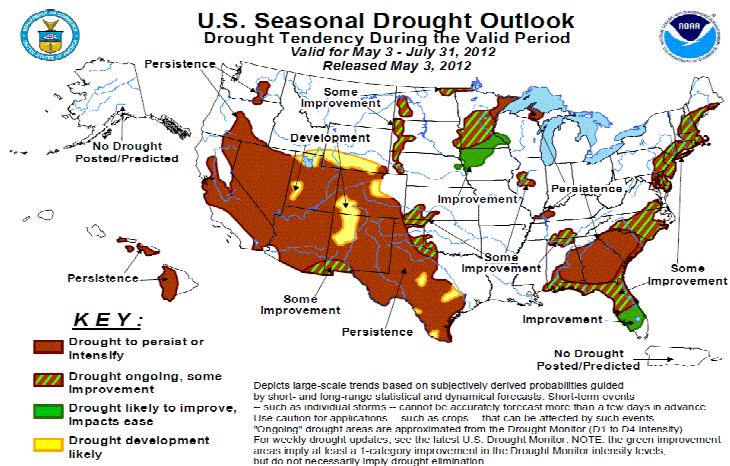 U.S. Seasonal Drought Outlook
Drought Tendency During the Valid Period
Valid for May 3 - July 31, 2012
Released May 3, 2012
NOAA
Persistence
Some
Improvement
Development
No Drought
Posted/Predicted
Improvement
Persistence
Some
Improvement
Persistence
Some
Improvement
Persistence
Some
Improvement
Improvement
No Drought
Posted/Predicted
KEY:
Drought to persist or
intensify
Drought ongoing, some
improvement
Drought likely to improve,
impacts ease
Drought development
likely
Depicts large-scale trends based on subjectively derived probabilities guided
by short- and long-range statistical and dynamical forecasts. Short-term events
-- such as individual storms -- cannot be accurately forecast more than a few days in advance.
Use caution for applications -- such as crops -- that can be affected by such events.
"Ongoing" drought areas are approximated from the Drought Monitor (D1 to D4 intensity).
For weekly drought updates, see the latest U.S. Drought Monitor. NOTE: the green improvement
areas imply at least a 1-category improvement in the Drought Monitor intensity levels,
but do not necessarily imply drought elimination.